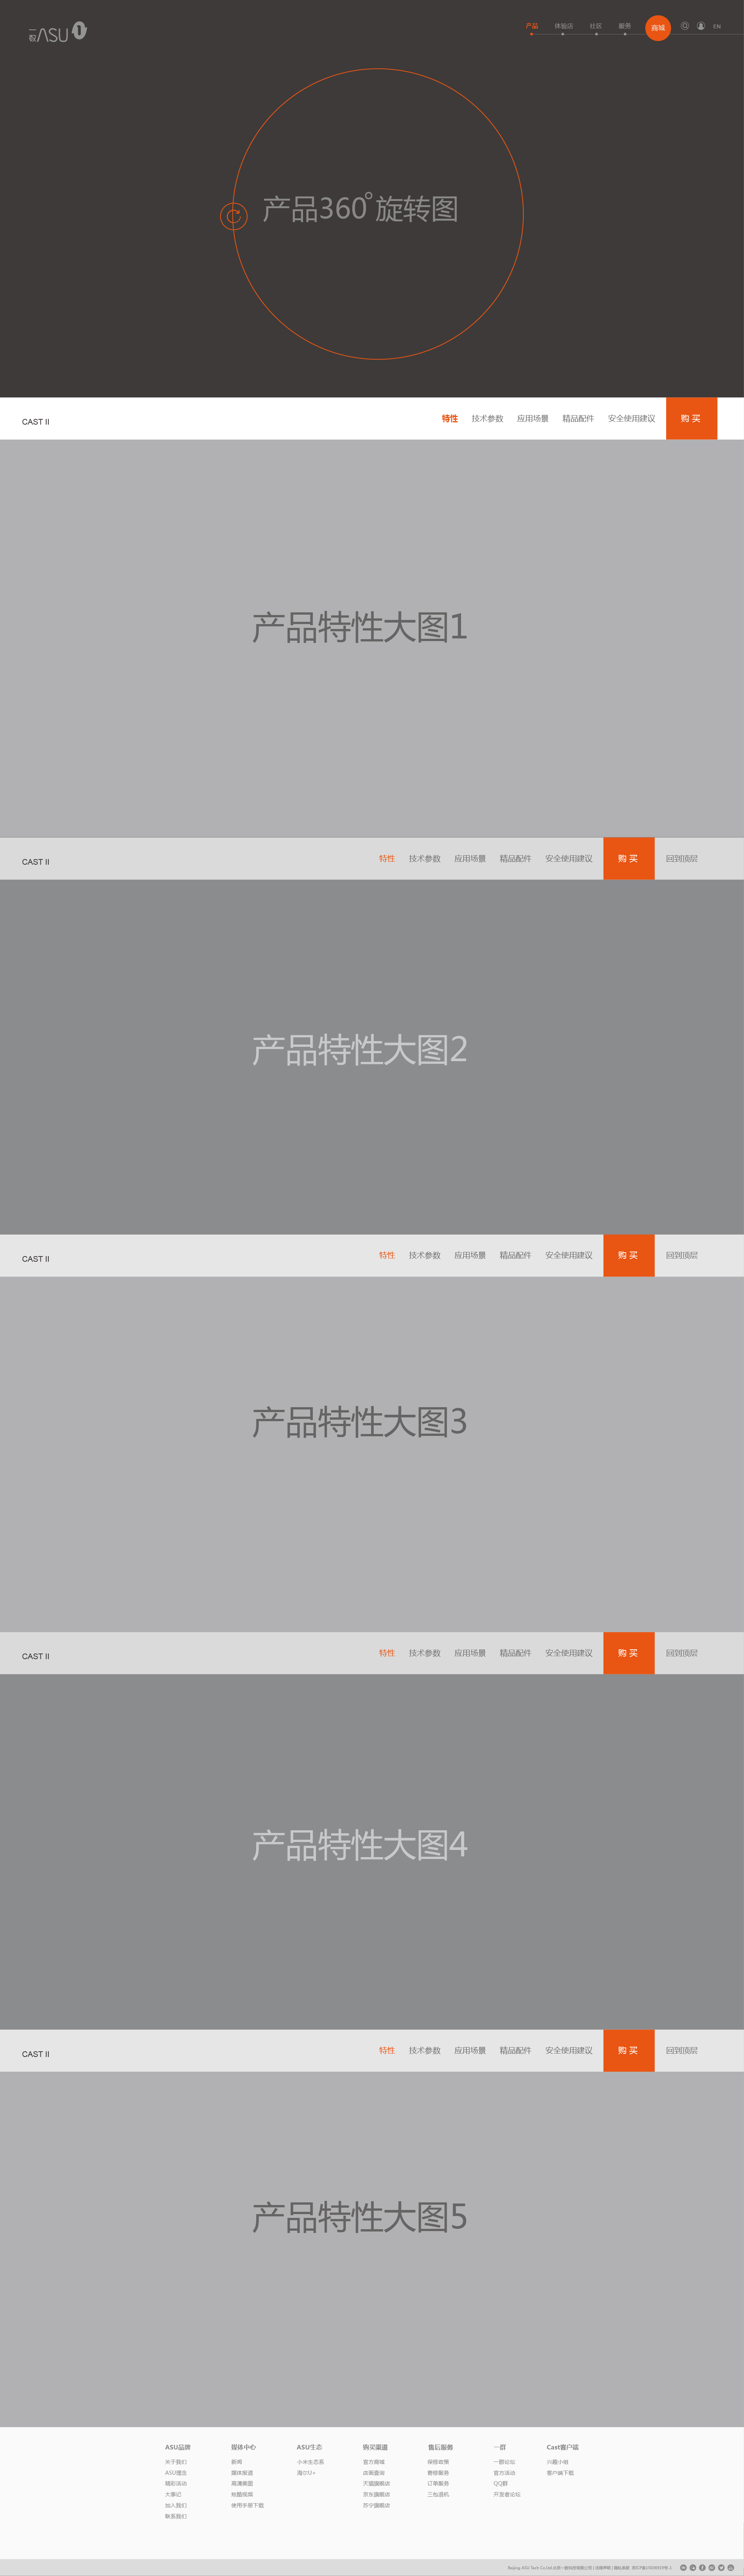 一毂ASU1
产品 体验店 社区 服务 商城 EN
产品360°旋转图
CAST II 特性 技术参数 应用场景 精品配件 安全使用建议 购 买
产品特性大图1
CAST II 特性 技术参数 应用场景 精品配件 安全使用建议 购 买 回到顶层
产品特性大图2
CAST II 特性 技术参数 应用场景 精品配件 安全使用建议 购 买 回到顶层
产品特性大图3
CAST II 特性 技术参数 应用场景 精品配件 安全使用建议 购 买 回到顶层
产品特性大图4
CAST II 特性 技术参数 应用场景 精品配件 安全使用建议 购 买 回到顶层
产品特性大图5
ASU品牌 媒体中心 ASU生态 购买渠道 售后服务 一群 Cast客户端
关于我们 新闻 小米生态系 官方商城 保修政策 一群论坛 兴趣小组
ASU理念 媒体报道 海尔U+ 店面查询 寄修服务 官方活动 客户端下载
精彩活动 高清美图 天猫旗舰店 订单服务 QQ群
大事记 炫酷视频 京东旗舰店 三包退机 开发者论坛
加入我们 使用手册下载 苏宁旗舰店
联系我们
Beijing ASU Tech Co.Ltd